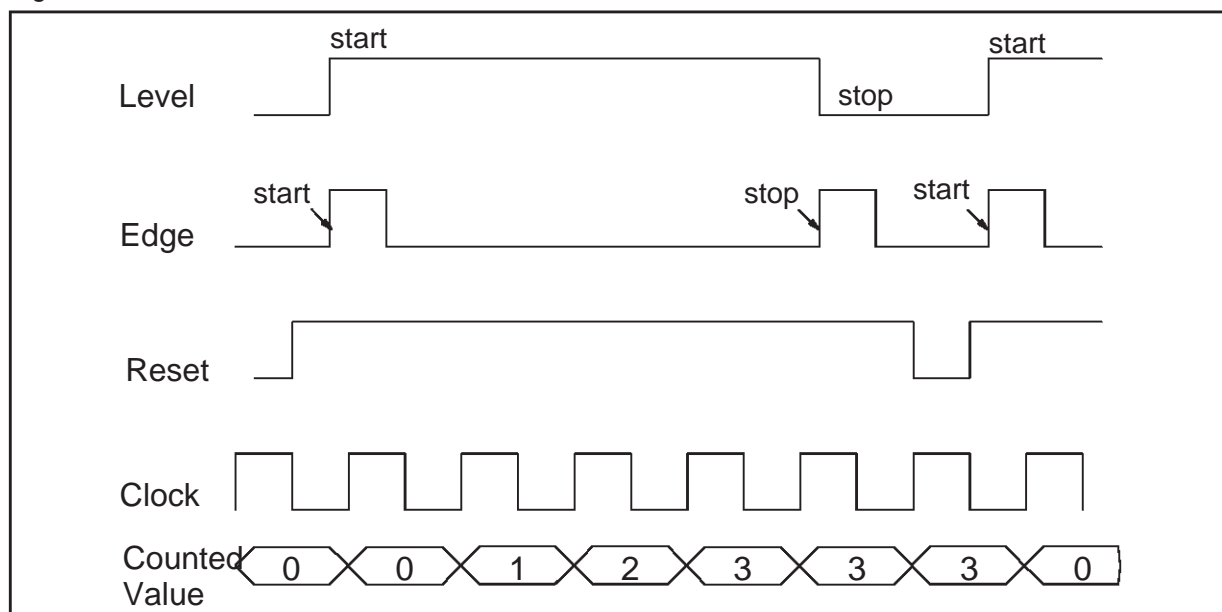 start
start
Level
stop
start
stop
start
Edge
Reset
Clock
Counted
Value
0 0 1 2 3 3 3 0